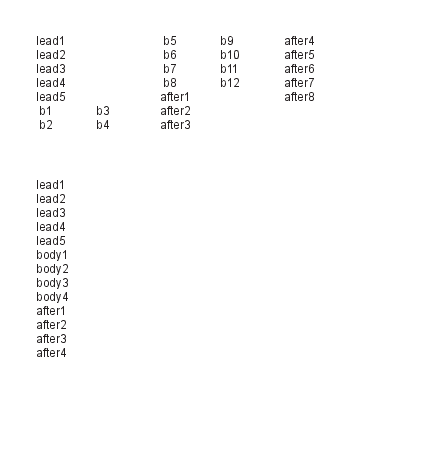 lead1 b5 b9 after4
lead2 b6 b10 after5
lead3 b7 b11 after6
lead4 b8 b12 after7
lead5 after1 after8
b1 b3 after2
b2 b4 after3
lead1
lead2
lead3
lead4
lead5
body1
body2
body3
body4
after1
after2
after3
after4